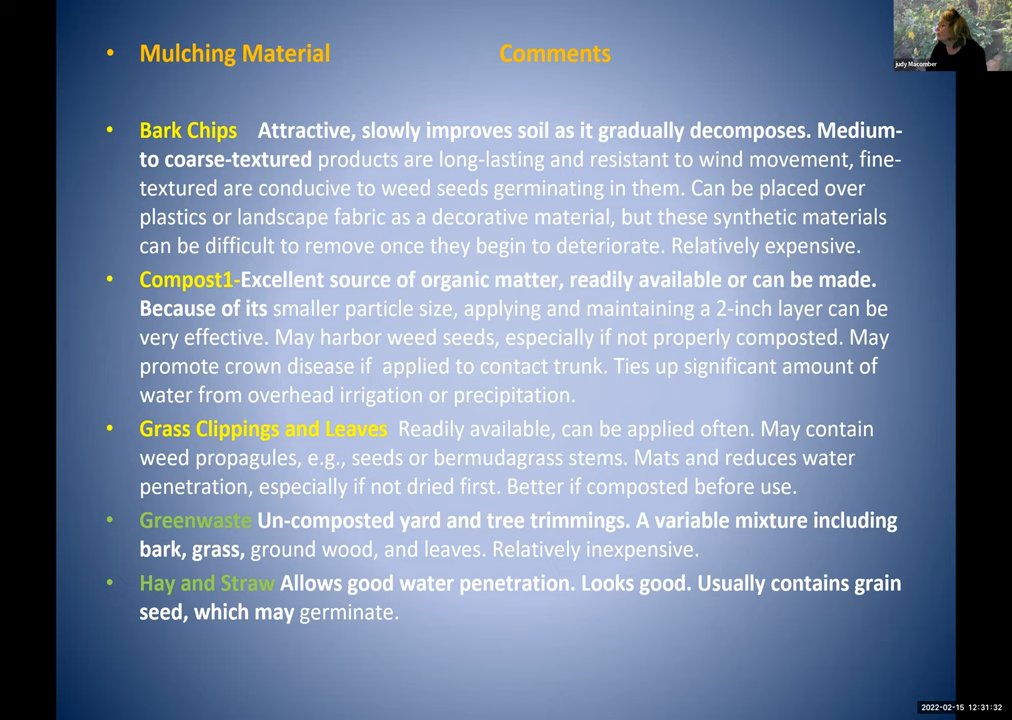 • Mulching Material Comments
judy Macomber
• Bark Chips Attractive, slowly improves soil as it gradually decomposes. Medium-
to coarse-textured products are long-lasting and resistant to wind movement, fine-
textured are conducive to weed seeds germinating in them. Can be placed over
plastics or landscape fabric as a decorative material, but these synthetic materials
can be difficult to remove once they begin to deteriorate. Relatively expensive.
• Compost1-Excellent source of organic matter, readily available or can be made.
Because of its smaller particle size, applying and maintaining a 2-inch layer can be
very effective. May harbor weed seeds, especially if not properly composted. May
promote crown disease if applied to contact trunk. Ties up significant amount of
water from overhead irrigation or precipitation.
• Grass Clippings and Leaves Readily available, can be applied often. May contain
weed propagules, e.g., seeds or bermudagrass stems. Mats and reduces water
penetration, especially if not dried first. Better if composted before use.
• Greenwaste Un-composted yard and tree trimmings. A variable mixture including
bark, grass, ground wood, and leaves. Relatively inexpensive.
• Hay and Straw Allows good water penetration. Looks good. Usually contains grain
seed, which may germinate.
2022-02-15 12:31:32